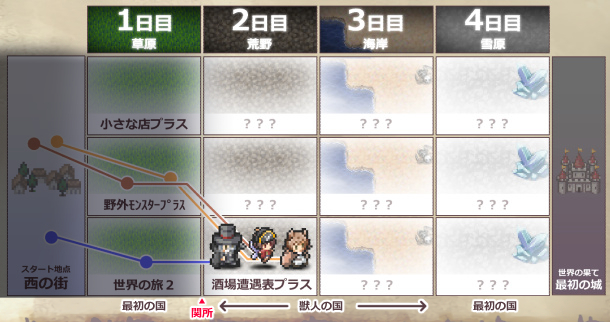 1日目
草原
2日目
荒野
3日目
海岸
4日目
雪原
小さな店プラス
？？？
？？？
？？？
野外ﾓﾝｽﾀｰﾌﾟﾗｽ
？？？
？？？
？？？
スタート地点
西の街
世界の旅２
酒場遭遇表プラス
？？？
？？？
世界の果て
最初の城
最初の国
関所
獣人の国
最初の国